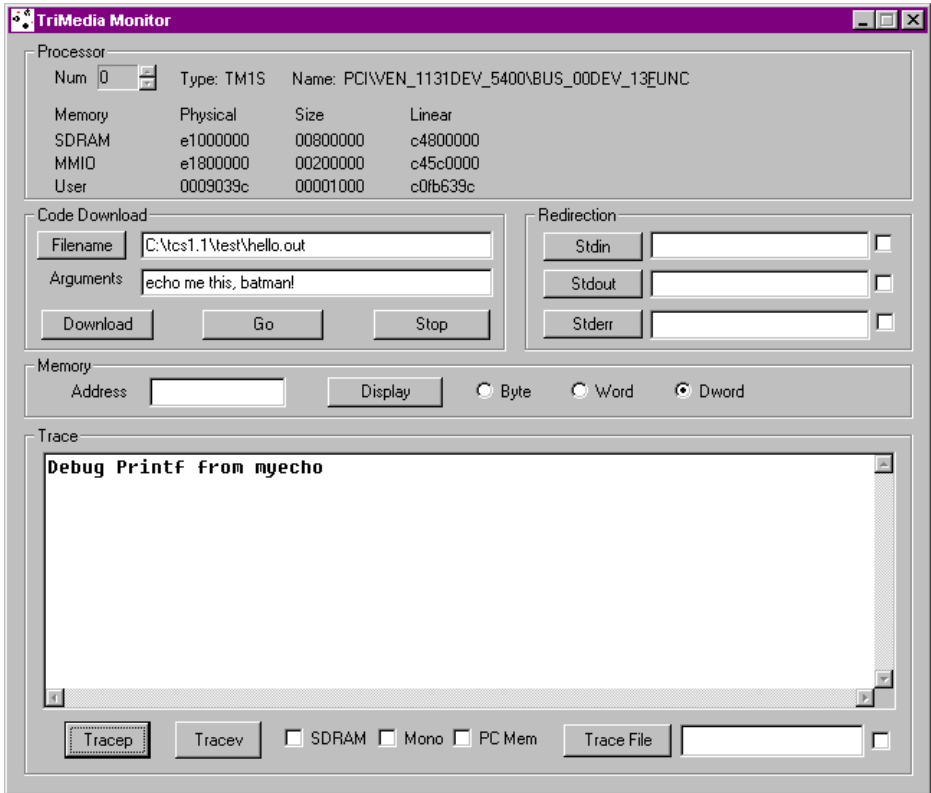 TriMedia Monitor
Processor
Num 0 Type: TM1S Name: PCI\VEN_1131DEV_5400\BUS_00DEV_13FUNC
Memory Physical Size Linear
SDRAM e1000000 00800000 c4800000
MMIO e1800000 00200000 c45c0000
User 0009039c 00001000 c0fb639c
Code Download
Filename C:\tcs1.1\test\hello.out
Arguments echo me this, batman!
Download Go Stop
Redirection
Stdin
Stdout
Stderr
Memory
Address Display Byte Word Dword
Trace
Debug Printf from myecho
Tracep Tracev SDRAM Mono PC Mem Trace File